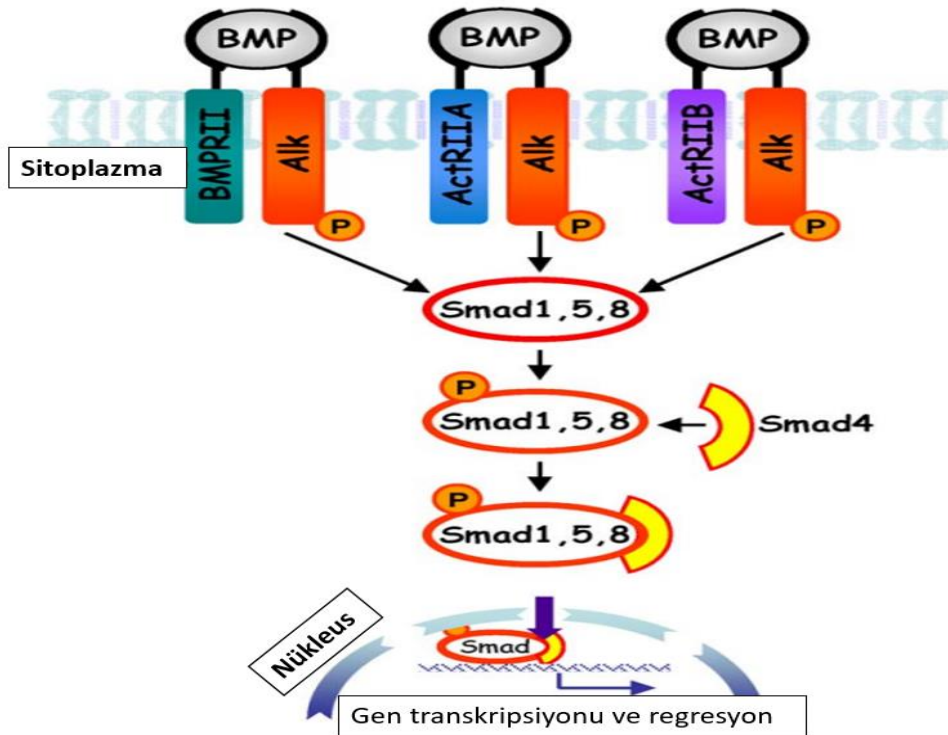 BMP
BMP
BMP
BMPRII
Alk
ActRIIA
Alk
ActRIIB
Alk
Sitoplazma
P
P
P
Smad1,5,8
P
Smad1,5,8
Smad4
P
Smad1,5,8
Nükleus
Smad
Gen transkripsiyonu ve regresyon